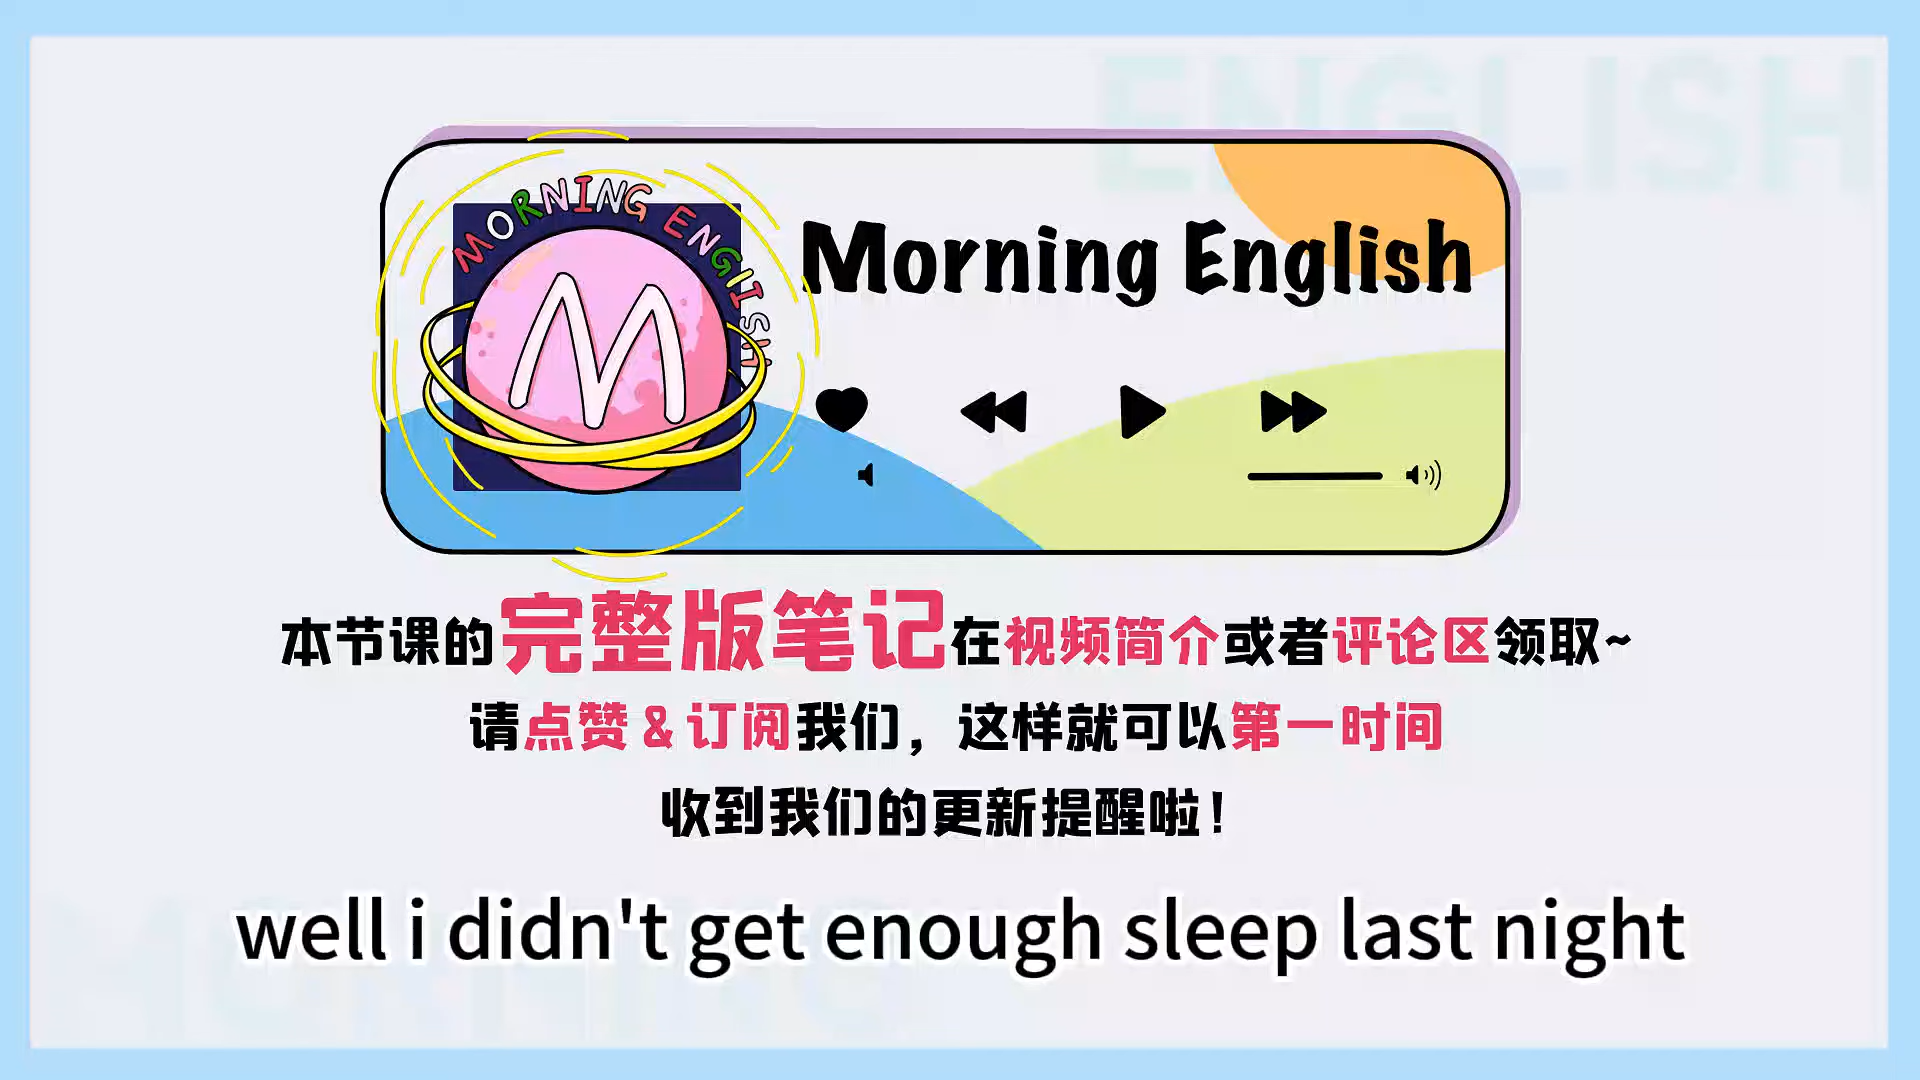 ENGLISH
MORNING ENGLISH
M
Morning English
本节课的完整版笔记在视频简介或者评论区领取~
请点赞&订阅我们，这样就可以第一时间
收到我们的更新提醒啦！
well i didn't get enough sleep last night
MORNING